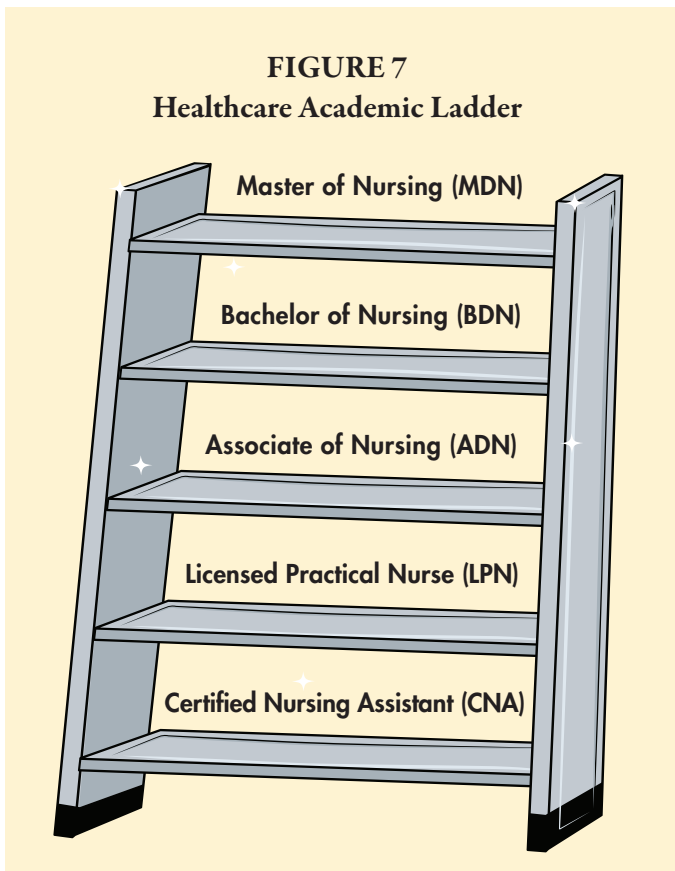 FIGURE 7
Healthcare Academic Ladder
Master of Nursing (MDN)
Bachelor of Nursing (BDN)
Associate of Nursing (ADN)
Licensed Practical Nurse (LPN)
Certified Nursing Assistant (CNA)